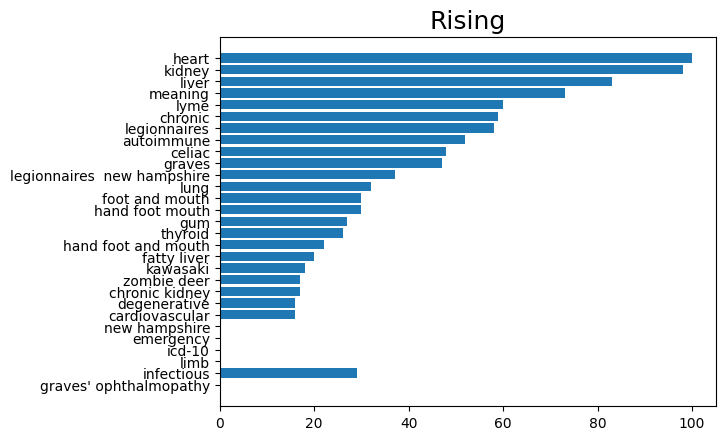 Rising
heart
kidney
liver
meaning
lyme
chronic
legionnaires
autoimmune
celiac
graves
legionnaires  new hampshire
lung
foot and mouth
hand foot mouth
gum
thyroid
hand foot and mouth
fatty liver
kawasaki
zombie deer
chronic kidney
degenerative
cardiovascular
new hampshire
emergency
icd-10
limb
infectious
graves' ophthalmopathy
0 20 40 60 80 100